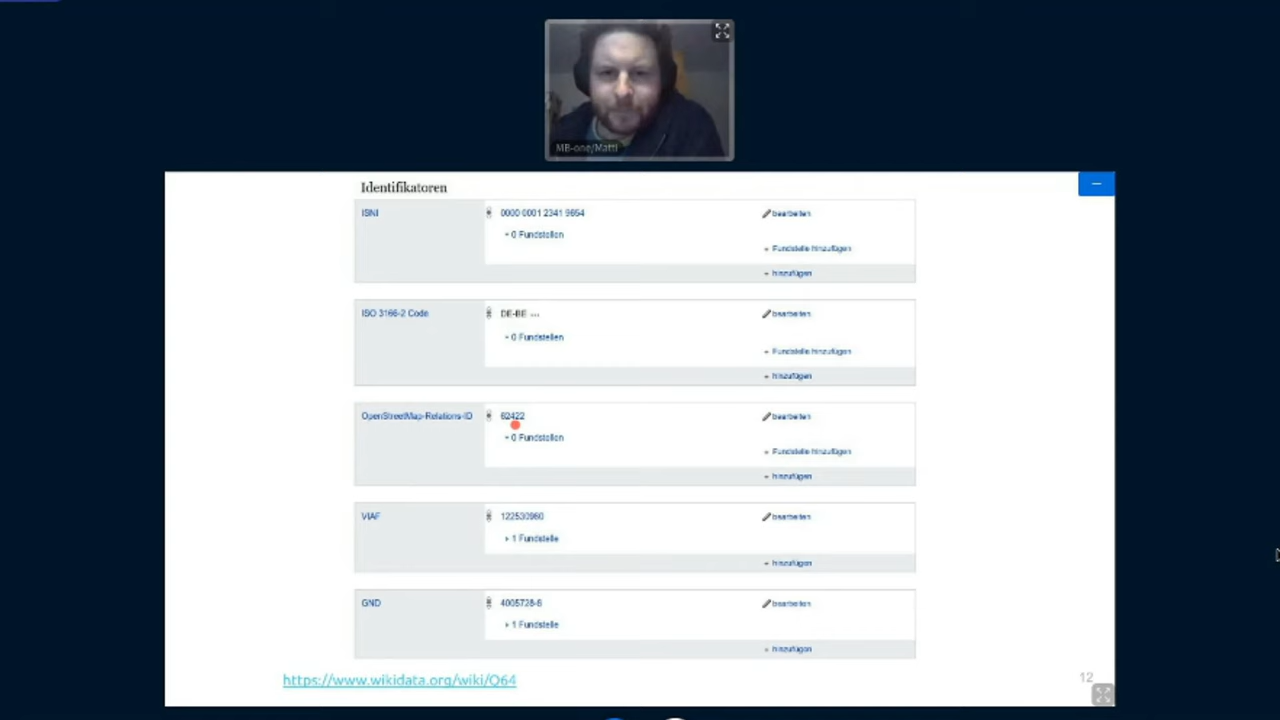 MB-one/Matti
Identifikatoren
ISNI
0000 0001 2341 9654
bearbeiten
0 Fundstellen
Fundstelle hinzufügen
hinzufügen
ISO 3166-2 Code
DE-BE ...
bearbeiten
0 Fundstellen
Fundstelle hinzufügen
hinzufügen
OpenStreetMap-Relations-ID
62422
bearbeiten
0 Fundstellen
Fundstelle hinzufügen
hinzufügen
VIAF
122530980
bearbeiten
1 Fundstelle
hinzufügen
GND
4005728-8
bearbeiten
1 Fundstelle
hinzufügen
https://www.wikidata.org/wiki/Q64
12